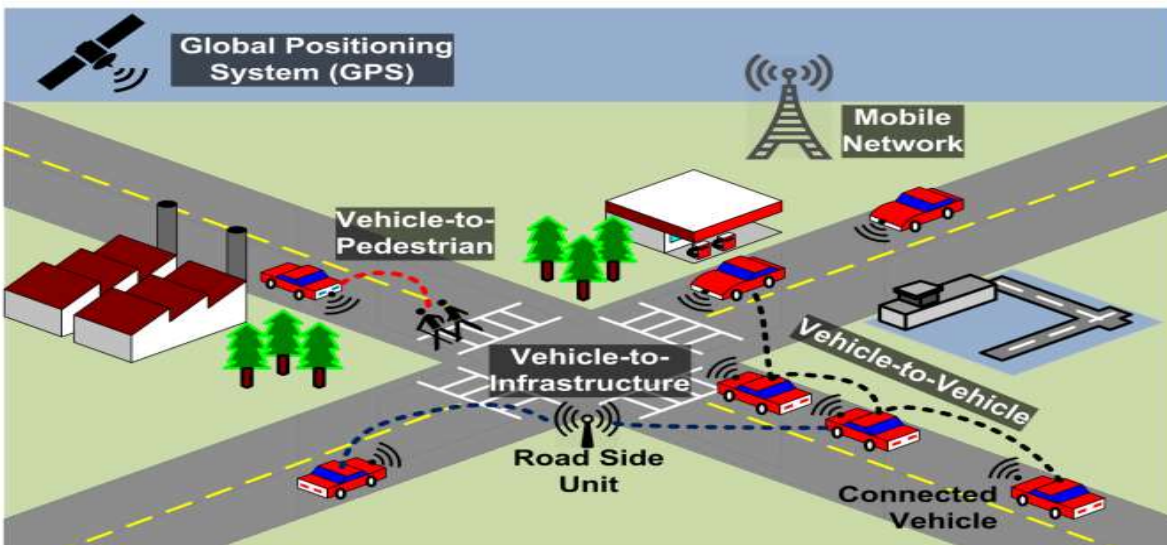 Global Positioning
System (GPS)
Mobile
Network
Vehicle-to-
Pedestrian
Vehicle-to-
Infrastructure
Vehicle-to-Vehicle
Road Side
Unit
Connected
Vehicle